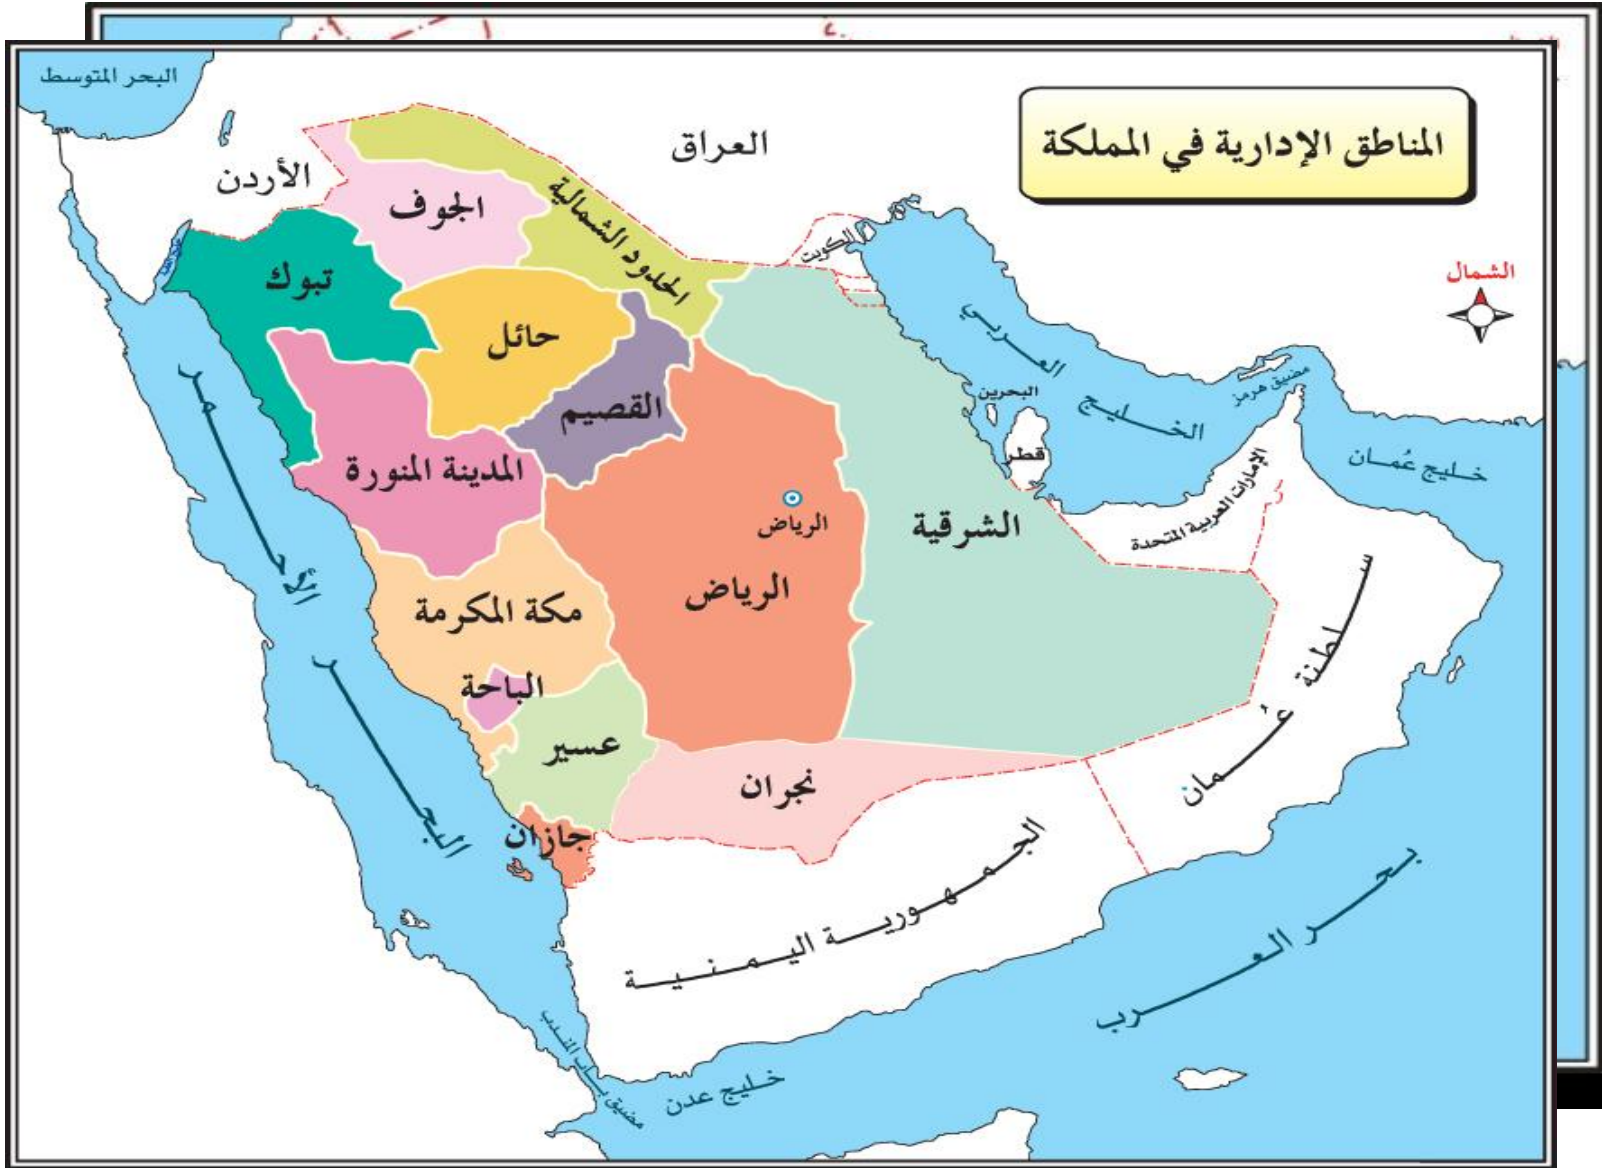 المناطق الإدارية في المملكة
البحر المتوسط
العراق
الأردن
الجوف
الحدود الشمالية
الكويت
الشمال
تبوك
حائل
القصيم
العربي
الخليج
البحرين
مضيق هرمز
قطر
خليج عُمان
الإمارات العربية المتحدة
المدينة المنورة
الرياض
الرياض
الشرقية
مكة المكرمة
الباحة
عسير
نجران
جازان
سلطنة عُمان
الجمهورية اليمنية
البحر الأحمر
بحر العرب
خليج عدن
مضيق باب المندب